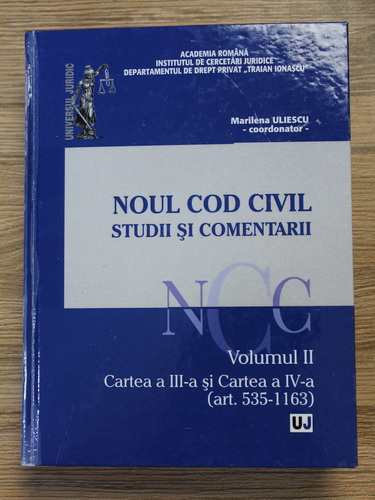 UNIVERSUL JURIDIC
ACADEMIA ROMÂNĂ
INSTITUTUL DE CERCETĂRI JURIDICE
DEPARTAMENTUL DE DREPT PRIVAT „TRAIAN IONAȘCU"
Marilena ULIESCU
- coordonator -
NOUL COD CIVIL
STUDII ŞI COMENTARII
NCC
Volumul II
Cartea a III-a şi Cartea a IV-a
(art. 535-1163)
UJ